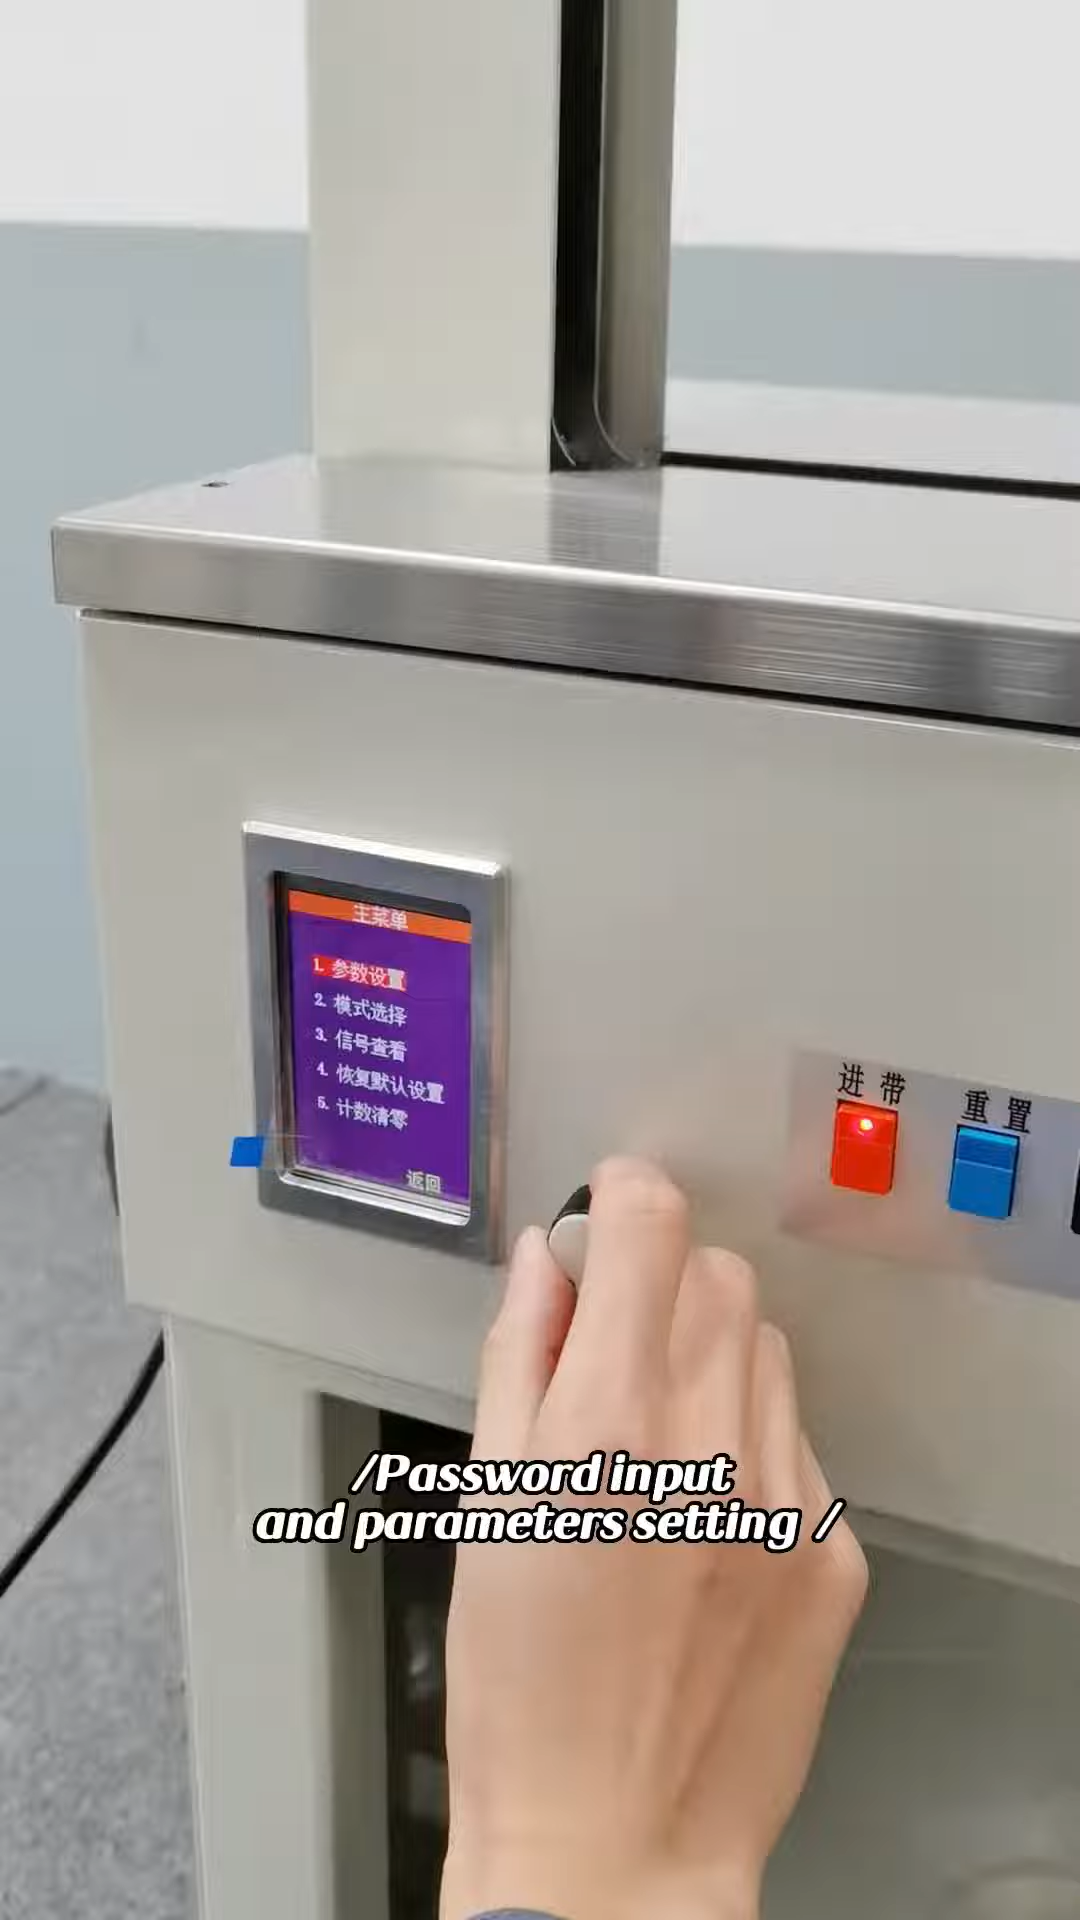 主菜单
1. 参数设置
2. 模式选择
3. 信号查看
4. 恢复默认设置
5. 计数清零
返回
进带
重置
/Password input
and parameters setting /